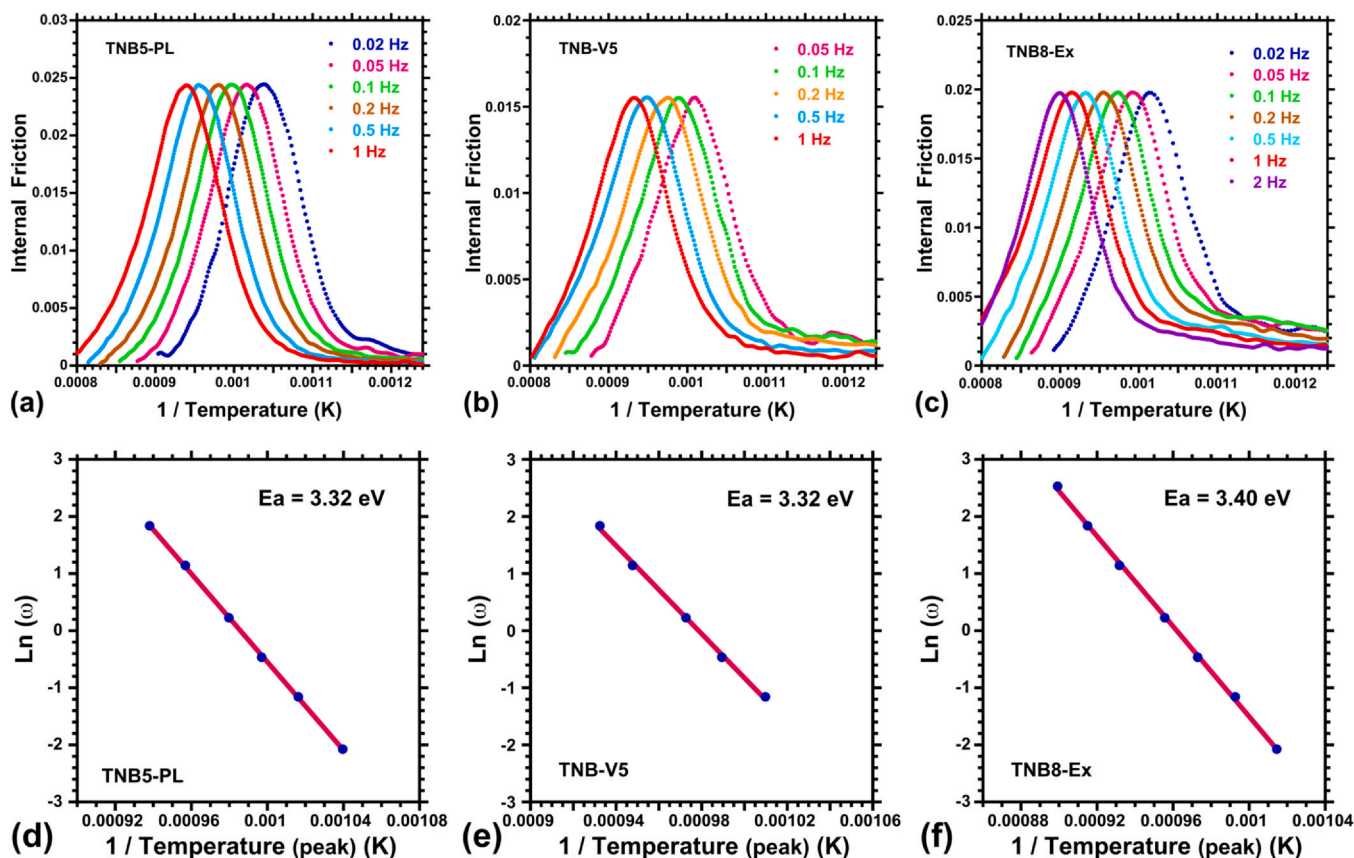 TNB5-PL
0.02 Hz
0.05 Hz
0.1 Hz
0.2 Hz
0.5 Hz
1 Hz
Internal Friction
0.03
0.025
0.02
0.015
0.01
0.005
0
0.0008
0.0009
0.001
0.0011
0.0012
(a)
1 / Temperature (K)
TNB-V5
0.05 Hz
0.1 Hz
0.2 Hz
0.5 Hz
1 Hz
Internal Friction
0.02
0.015
0.01
0.005
0
0.0008
0.0009
0.001
0.0011
0.0012
(b)
1 / Temperature (K)
TNB8-Ex
0.02 Hz
0.05 Hz
0.1 Hz
0.2 Hz
0.5 Hz
1 Hz
2 Hz
Internal Friction
0.025
0.02
0.015
0.01
0.005
0
0.0008
0.0009
0.001
0.0011
0.0012
(c)
1 / Temperature (K)
Ea = 3.32 eV
Ln (ω)
3
2
1
0
-1
-2
-3
TNB5-PL
0.00092
0.00096
0.001
0.00104
0.00108
(d)
1 / Temperature (peak) (K)
Ea = 3.32 eV
Ln (ω)
3
2
1
0
-1
-2
-3
TNB-V5
0.0009
0.00094
0.00098
0.00102
0.00106
(e)
1 / Temperature (peak) (K)
Ea = 3.40 eV
Ln (ω)
3
2
1
0
-1
-2
-3
TNB8-Ex
0.00088
0.00092
0.00096
0.001
0.00104
(f)
1 / Temperature (peak) (K)